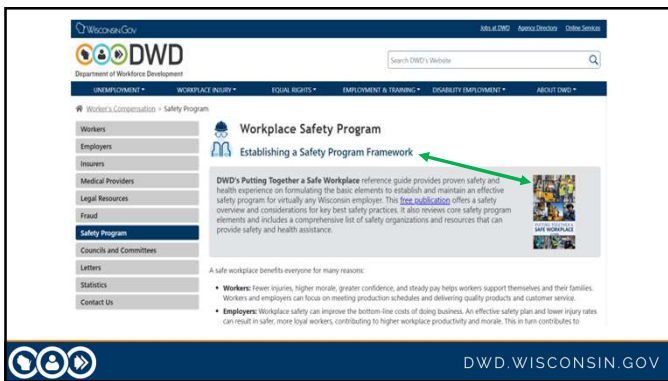 WISCONSIN.GOV
Jobs at DWD Agency Directory Online Services
DWD
Department of Workforce Development
Search DWD's Website
UNEMPLOYMENT WORKPLACE INJURY EQUAL RIGHTS EMPLOYMENT & TRAINING DISABILITY EMPLOYMENT ABOUT DWD
Worker's Compensation > Safety Program
Workers
Employers
Insurers
Medical Providers
Legal Resources
Fraud
Safety Program
Councils and Committees
Letters
Statistics
Contact Us
Workplace Safety Program
Establishing a Safety Program Framework
DWD's Putting Together a Safe Workplace reference guide provides proven safety and
health experience on formulating the basic elements to establish and maintain an effective
safety program for virtually any Wisconsin employer. This free publication offers a safety
overview and considerations for key best safety practices. It also reviews core safety program
elements and includes a comprehensive list of safety organizations and resources that can
provide safety and health assistance.
PUTTING TOGETHER A
SAFE WORKPLACE
A safe workplace benefits everyone for many reasons:
• Workers: Fewer injuries, higher morale, greater confidence, and steady pay helps workers support themselves and their families.
Workers and employers can focus on meeting production schedules and delivering quality products and customer service.
• Employers: Workplace safety can improve the bottom-line costs of doing business. An effective safety plan and lower injury rates
can result in safer, more loyal workers, contributing to higher workplace productivity and morale. This in turn contributes to
DWD.WISCONSIN.GOV